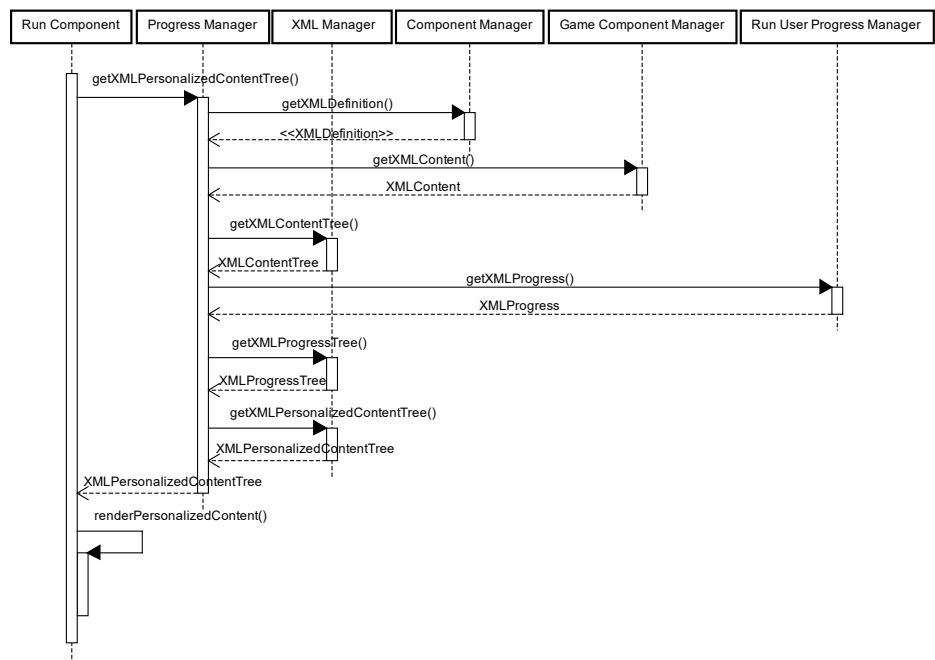 Run Component
Progress Manager
XML Manager
Component Manager
Game Component Manager
Run User Progress Manager
getXMLPersonalizedContentTree()
getXMLDefinition()
<<XMLDefinition>>
getXMLContent()
XMLContent
getXMLContentTree()
XMLContentTree
getXMLProgress()
XMLProgress
getXMLProgressTree()
XMLProgressTree
getXMLPersonalizedContentTree()
XMLPersonalizedContentTree
XMLPersonalizedContentTree
renderPersonalizedContent()